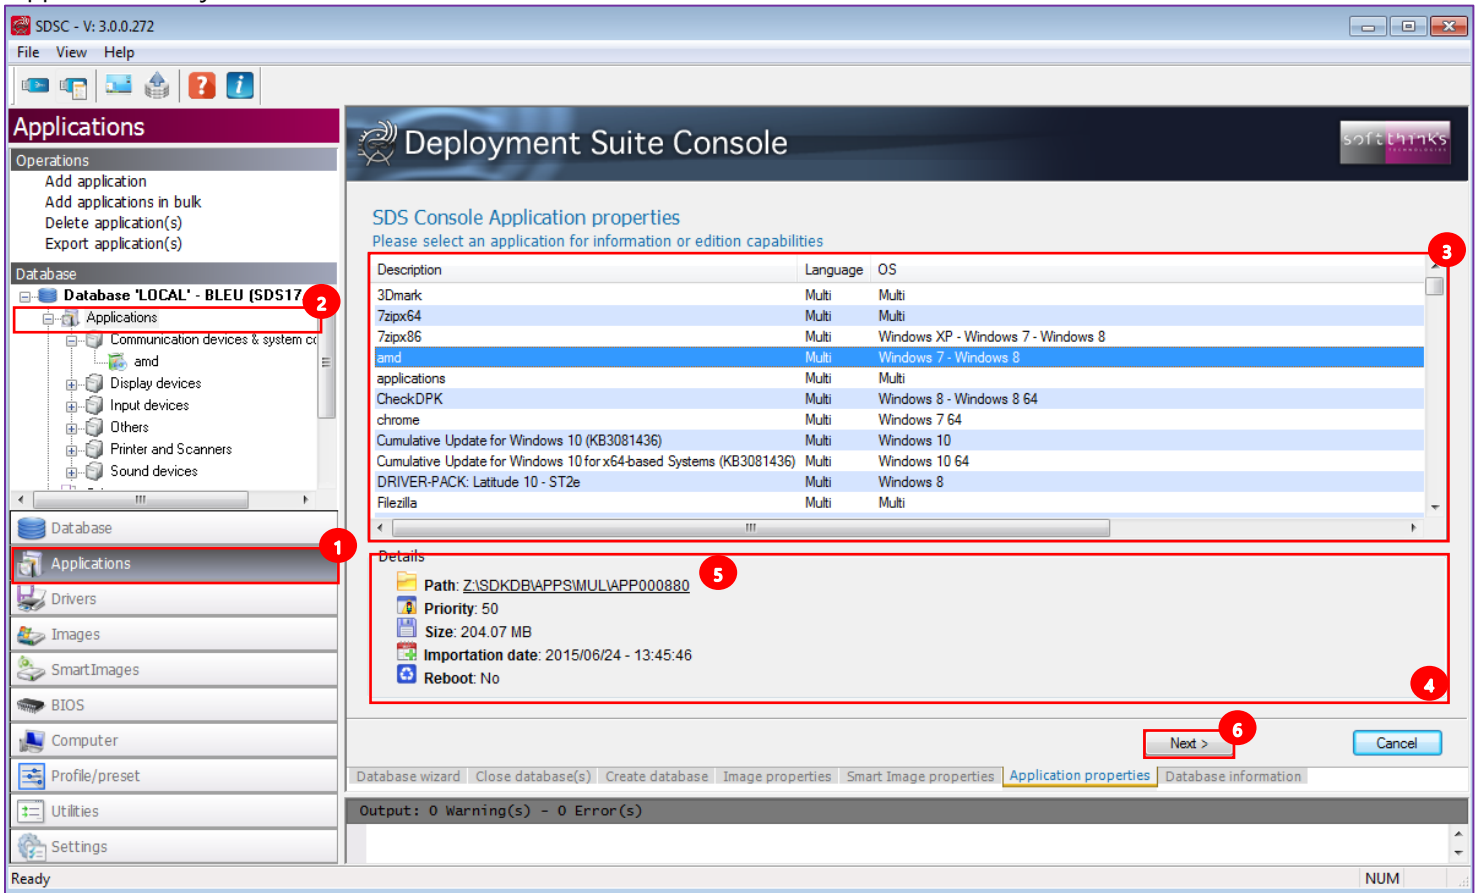 SDSC - V: 3.0.0.272
File View Help
Applications
Operations
Add application
Add applications in bulk
Delete application(s)
Export application(s)
Database
Database 'LOCAL' - BLEU (SDS17
2
Applications
Communication devices & system
amd
Display devices
Input devices
Others
Printer and Scanners
Sound devices
Database
1
Applications
Drivers
Images
SmartImages
BIOS
Computer
Profile/preset
Utilities
Settings
Deployment Suite Console
softthinks
TECHNOLOGIES
SDS Console Application properties
Please select an application for information or edition capabilities
3
Description Language OS
3Dmark Multi Multi
7zipx64 Multi Multi
7zipx86 Multi Windows XP - Windows 7 - Windows 8
amd Multi Windows 7 - Windows 8
applications Multi Multi
CheckDPK Multi Windows 8 - Windows 8 64
chrome Multi Windows 7 64
Cumulative Update for Windows 10 (KB3081436) Multi Windows 10
Cumulative Update for Windows 10 for x64-based Systems (KB3081436) Multi Windows 10 64
DRIVER-PACK: Latitude 10 - ST2e Multi Windows 8
Filezilla Multi Multi
Details
5
Path: Z:\SDKDB\APPS\MUL\APP000880
Priority: 50
Size: 204.07 MB
Importation date: 2015/06/24 - 13:45:46
Reboot: No
4
6
Next > Cancel
Database wizard Close database(s) Create database Image properties Smart Image properties Application properties Database information
Output: 0 Warning(s) - 0 Error(s)
Ready NUM